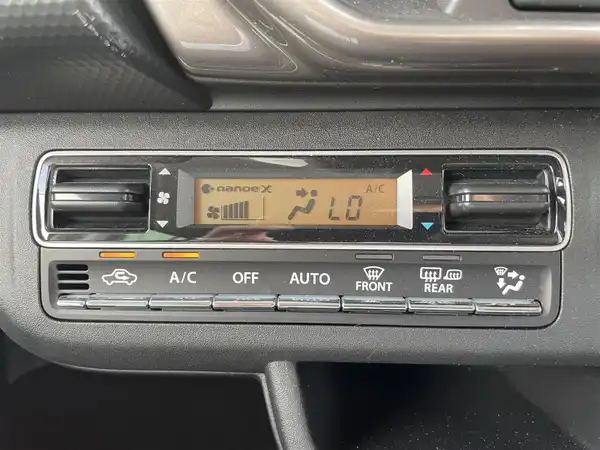 nanoeX
A/C
LO
A/C
OFF
AUTO
FRONT
REAR